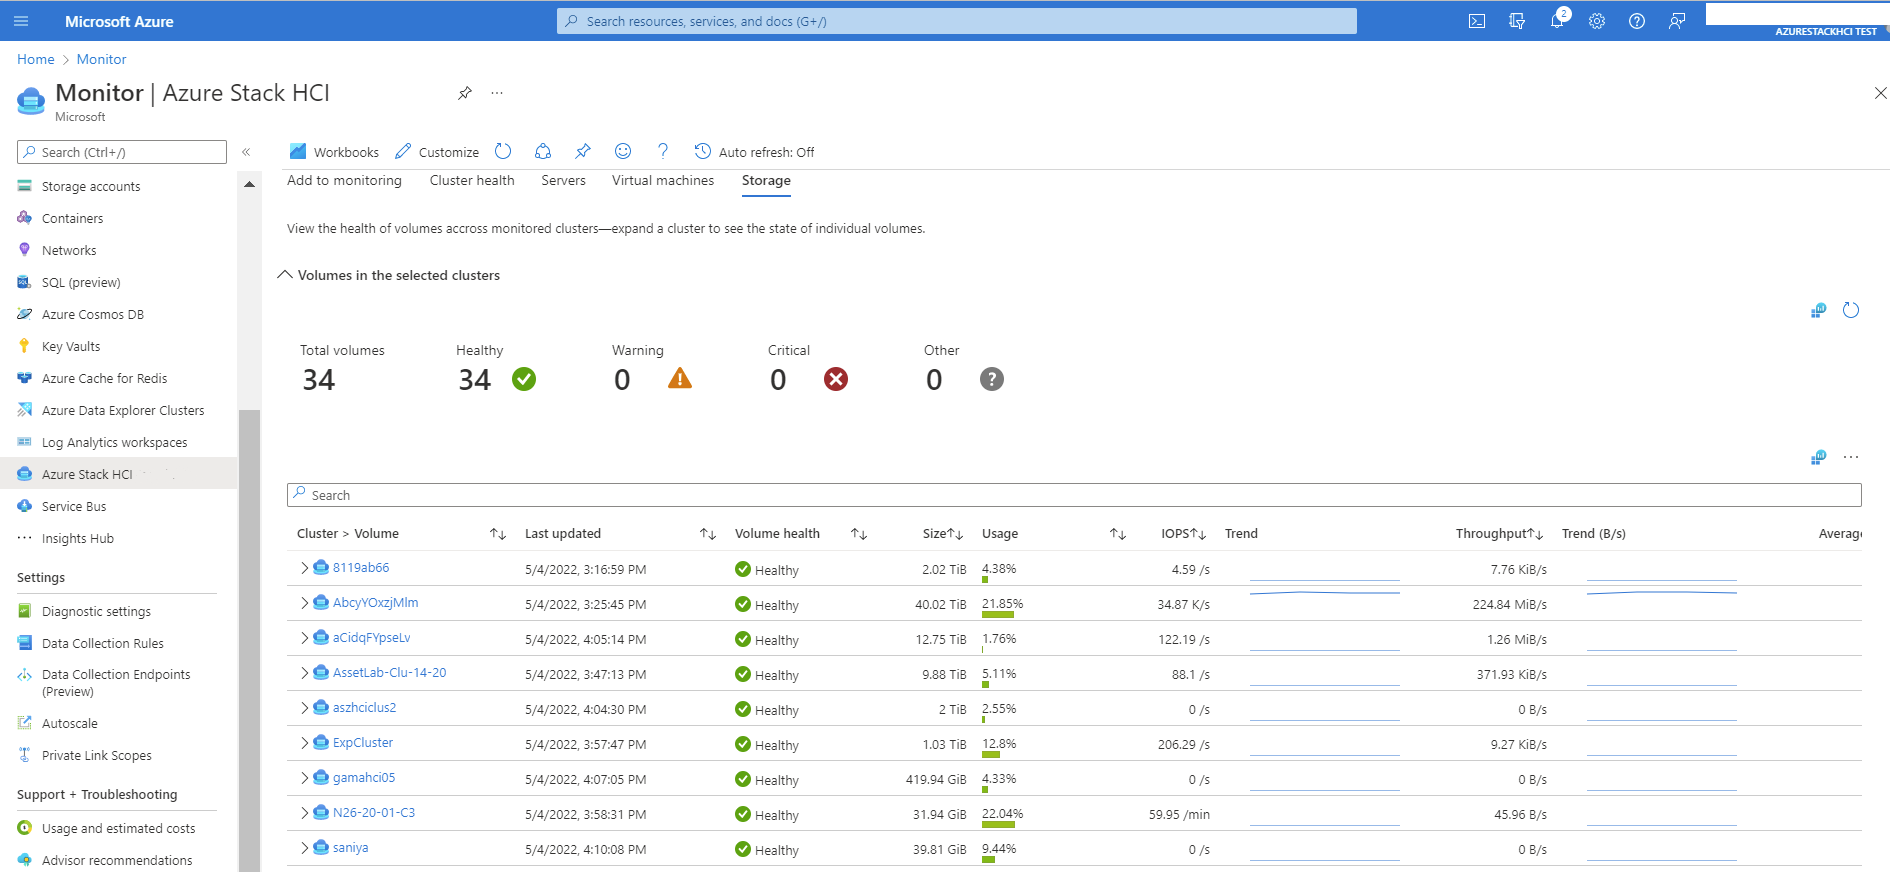 Microsoft Azure
Search resources, services, and docs (G+/)
2
AZURESTACKHCI TEST
Home > Monitor
Monitor | Azure Stack HCI
Microsoft
Search (Ctrl+/)
«
Workbooks
Customize
Auto refresh: Off
Add to monitoring
Cluster health
Servers
Virtual machines
Storage
Storage accounts
Containers
Networks
SQL (preview)
Azure Cosmos DB
Key Vaults
Azure Cache for Redis
Azure Data Explorer Clusters
Log Analytics workspaces
Azure Stack HCI
Service Bus
Insights Hub
Settings
Diagnostic settings
Data Collection Rules
Data Collection Endpoints
(Preview)
Autoscale
Private Link Scopes
Support + Troubleshooting
Usage and estimated costs
Advisor recommendations
View the health of volumes accross monitored clusters—expand a cluster to see the state of individual volumes.
Volumes in the selected clusters
Total volumes Healthy Warning Critical Other
34 34 0 0 0
Search
Cluster > Volume Last updated Volume health Size Usage IOPS Trend Throughput Trend (B/s) Average
8119ab66 5/4/2022, 3:16:59 PM Healthy 2.02 TiB 4.38% 4.59 /s 7.76 KiB/s
AbcyYOxzjMlm 5/4/2022, 3:25:45 PM Healthy 40.02 TiB 21.85% 34.87 K/s 224.84 MiB/s
aCidqFYpseLv 5/4/2022, 4:05:14 PM Healthy 12.75 TiB 1.76% 122.19 /s 1.26 MiB/s
AssetLab-Clu-14-20 5/4/2022, 3:47:13 PM Healthy 9.88 TiB 5.11% 88.1 /s 371.93 KiB/s
aszhciclus2 5/4/2022, 4:04:30 PM Healthy 2 TiB 2.55% 0 /s 0 B/s
ExpCluster 5/4/2022, 3:57:47 PM Healthy 1.03 TiB 12.8% 206.29 /s 9.27 KiB/s
gamahci05 5/4/2022, 4:07:05 PM Healthy 419.94 GiB 4.33% 0 /s 0 B/s
N26-20-01-C3 5/4/2022, 3:58:31 PM Healthy 31.94 GiB 22.04% 59.95 /min 45.96 B/s
saniya 5/4/2022, 4:10:08 PM Healthy 39.81 GiB 9.44% 0 /s 0 B/s